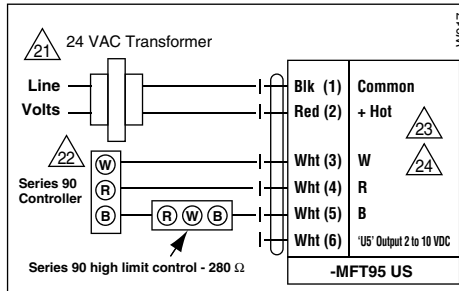 21 24 VAC Transformer
Line
Volts
Blk (1) Common
Red (2) + Hot
23
22
W
R
B
Series 90
Controller
R W B
Wht (3) W
24
Wht (4) R
Wht (5) B
Wht (6) 'U5' Output 2 to 10 VDC
Series 90 high limit control - 280 Ω
-MFT95 US